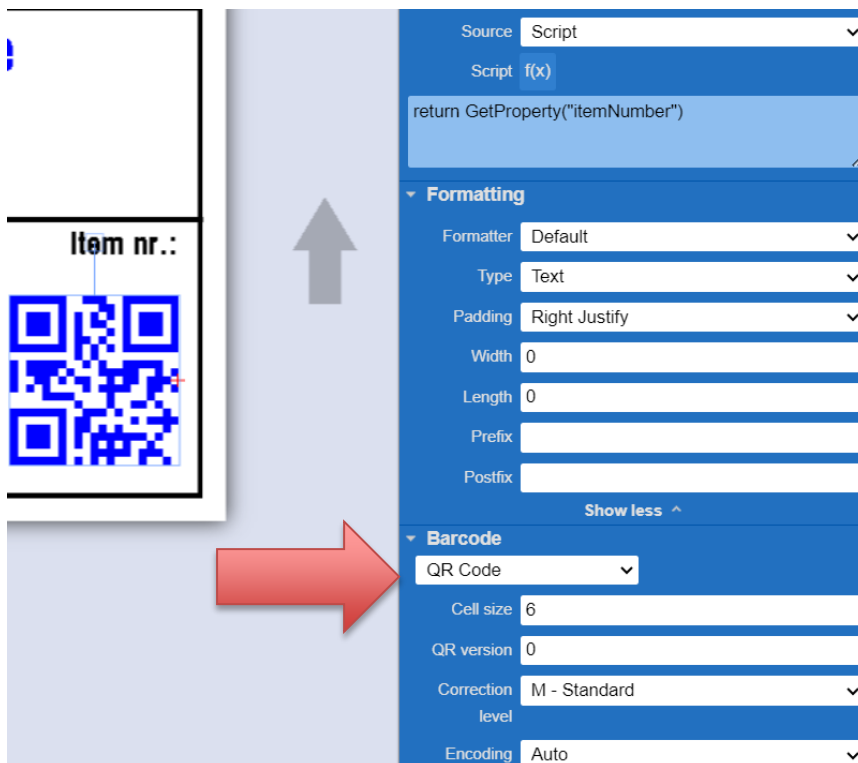 Source Script
Script f(x)
return GetProperty("itemNumber")
Formatting
Formatter Default
Type Text
Padding Right Justify
Width 0
Length 0
Prefix
Postfix
Show less
Item nr.:
Barcode
QR Code
Cell size 6
QR version 0
Correction level M - Standard
Encoding Auto